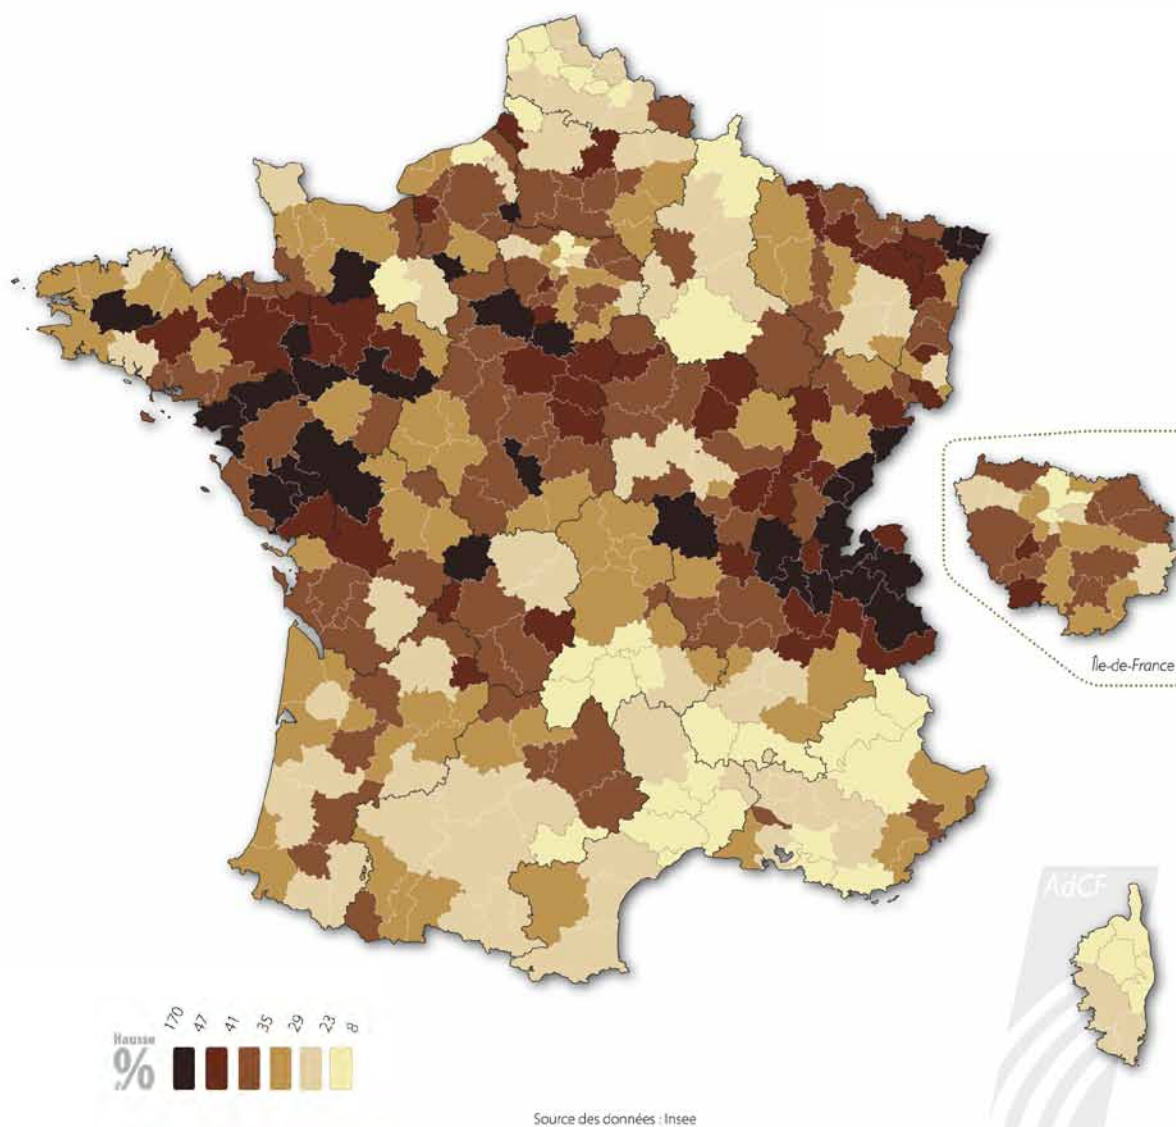 Île-de-France
AdCF
170
47
41
35
29
23
8
Hausse
%
Source des données : Insee